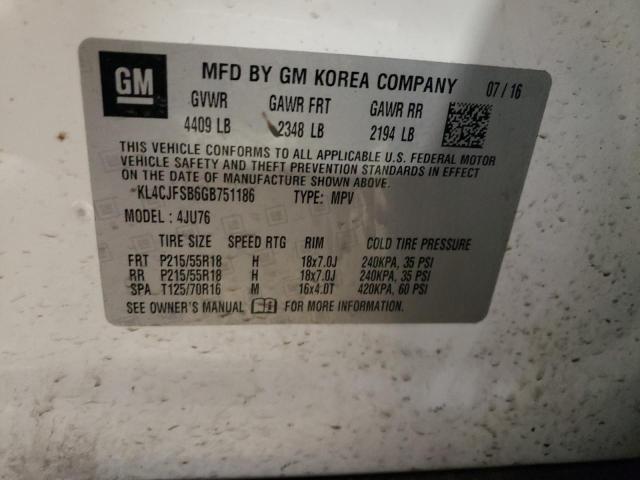 GM MFD BY GM KOREA COMPANY 07/16
GVWR GAWR FRT GAWR RR
4409 LB 2348 LB 2194 LB
THIS VEHICLE CONFORMS TO ALL APPLICABLE U.S. FEDERAL MOTOR
VEHICLE SAFETY AND THEFT PREVENTION STANDARDS IN EFFECT
ON THE DATE OF MANUFACTURE SHOWN ABOVE.
*KL4CJFSB6GB751186 TYPE: MPV
MODEL: 4JU76
TIRE SIZE SPEED RTG RIM COLD TIRE PRESSURE
FRT P215/55R18 H 18x7.0J 240KPA, 35 PSI
RR P215/55R18 H 18x7.0J 240KPA, 35 PSI
SPA T125/70R16 M 16x4.0T 420KPA, 60 PSI
SEE OWNER'S MANUAL FOR MORE INFORMATION.